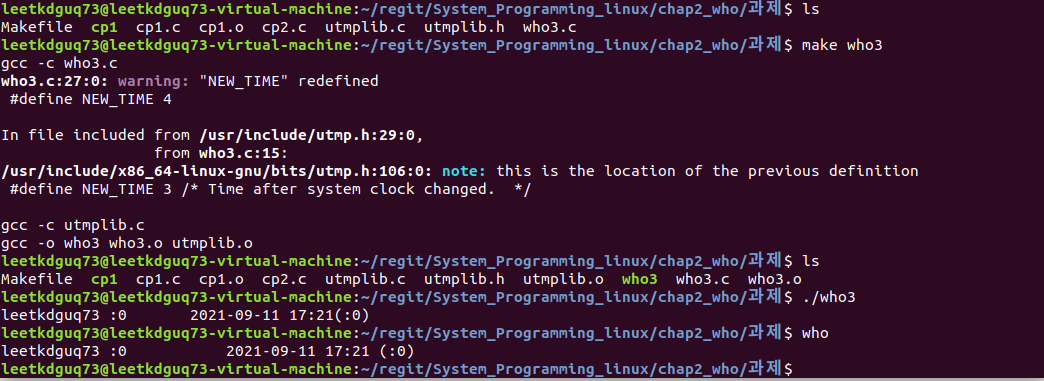 leetkdguq73@leetkdguq73-virtual-machine:~/regit/System_Programming_linux/chap2_who/과제$ ls
Makefile  cp1  cp1.c  cp1.o  cp2.c  utmplib.c  utmplib.h  who3.c
leetkdguq73@leetkdguq73-virtual-machine:~/regit/System_Programming_linux/chap2_who/과제$ make who3
gcc -c who3.c
who3.c:27:0: warning: "NEW_TIME" redefined
 #define NEW_TIME 4

In file included from /usr/include/utmp.h:29:0,
                 from who3.c:15:
/usr/include/x86_64-linux-gnu/bits/utmp.h:106:0: note: this is the location of the previous definition
 #define NEW_TIME 3 /* Time after system clock changed.  */

gcc -c utmplib.c
gcc -o who3 who3.o utmplib.o
leetkdguq73@leetkdguq73-virtual-machine:~/regit/System_Programming_linux/chap2_who/과제$ ls
Makefile  cp1  cp1.c  cp1.o  cp2.c  utmplib.c  utmplib.h  utmplib.o  who3  who3.c  who3.o
leetkdguq73@leetkdguq73-virtual-machine:~/regit/System_Programming_linux/chap2_who/과제$ ./who3
leetkdguq73 :0       2021-09-11 17:21(:0)
leetkdguq73@leetkdguq73-virtual-machine:~/regit/System_Programming_linux/chap2_who/과제$ who
leetkdguq73 :0           2021-09-11 17:21 (:0)
leetkdguq73@leetkdguq73-virtual-machine:~/regit/System_Programming_linux/chap2_who/과제$